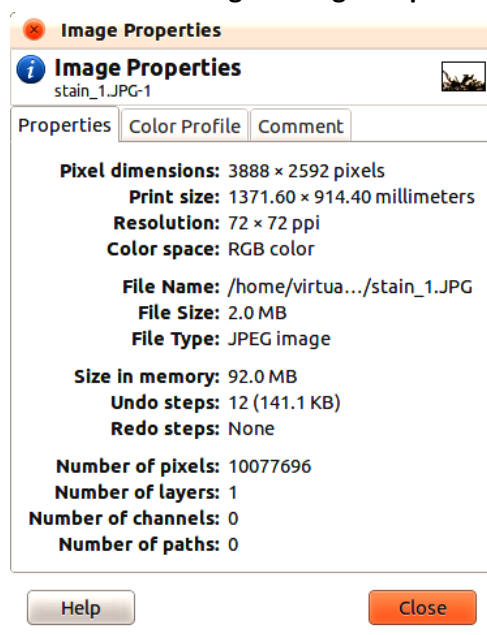 Image Properties
Image Properties
stain_1.JPG-1
Properties Color Profile Comment
Pixel dimensions: 3888 × 2592 pixels
Print size: 1371.60 × 914.40 millimeters
Resolution: 72 × 72 ppi
Color space: RGB color
File Name: /home/virtua.../stain_1.JPG
File Size: 2.0 MB
File Type: JPEG image
Size in memory: 92.0 MB
Undo steps: 12 (141.1 KB)
Redo steps: None
Number of pixels: 10077696
Number of layers: 1
Number of channels: 0
Number of paths: 0
Help Close